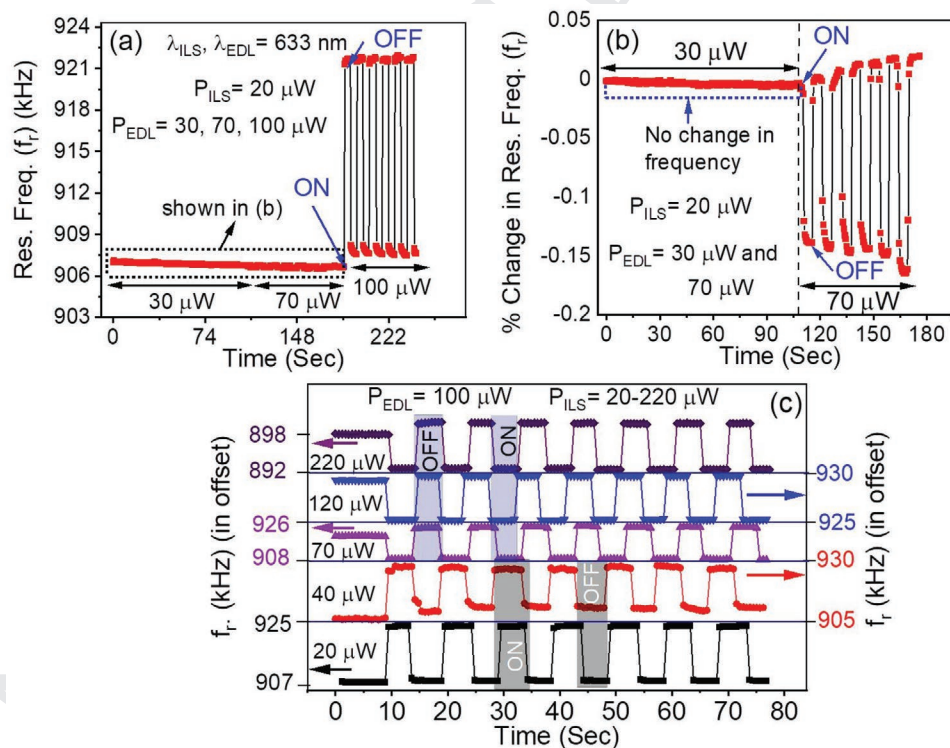 (a)
λILS, λEDL= 633 nm
OFF
PILS= 20 μW
PEDL= 30, 70, 100 μW
ON
shown in (b)
30 μW
70 μW
100 μW
924
921
918
915
912
909
906
903
Res. Freq. (fr) (kHz)
0
74
148
222
Time (Sec)
(b)
30 μW
ON
No change in
frequency
PILS= 20 μW
PEDL= 30 μW and
70 μW
OFF
70 μW
0.05
0
-0.05
-0.1
-0.15
-0.2
% Change in Res. Freq. (fr)
0
30
60
90
120
150
180
Time (Sec)
PEDL= 100 μW
PILS= 20-220 μW
(c)
898
892
926
908
925
907
fr (kHz) (in offset)
220 μW
120 μW
70 μW
40 μW
20 μW
OFF
ON
OFF
ON
930
925
930
905
fr (kHz) (in offset)
0
10
20
30
40
50
60
70
80
Time (Sec)